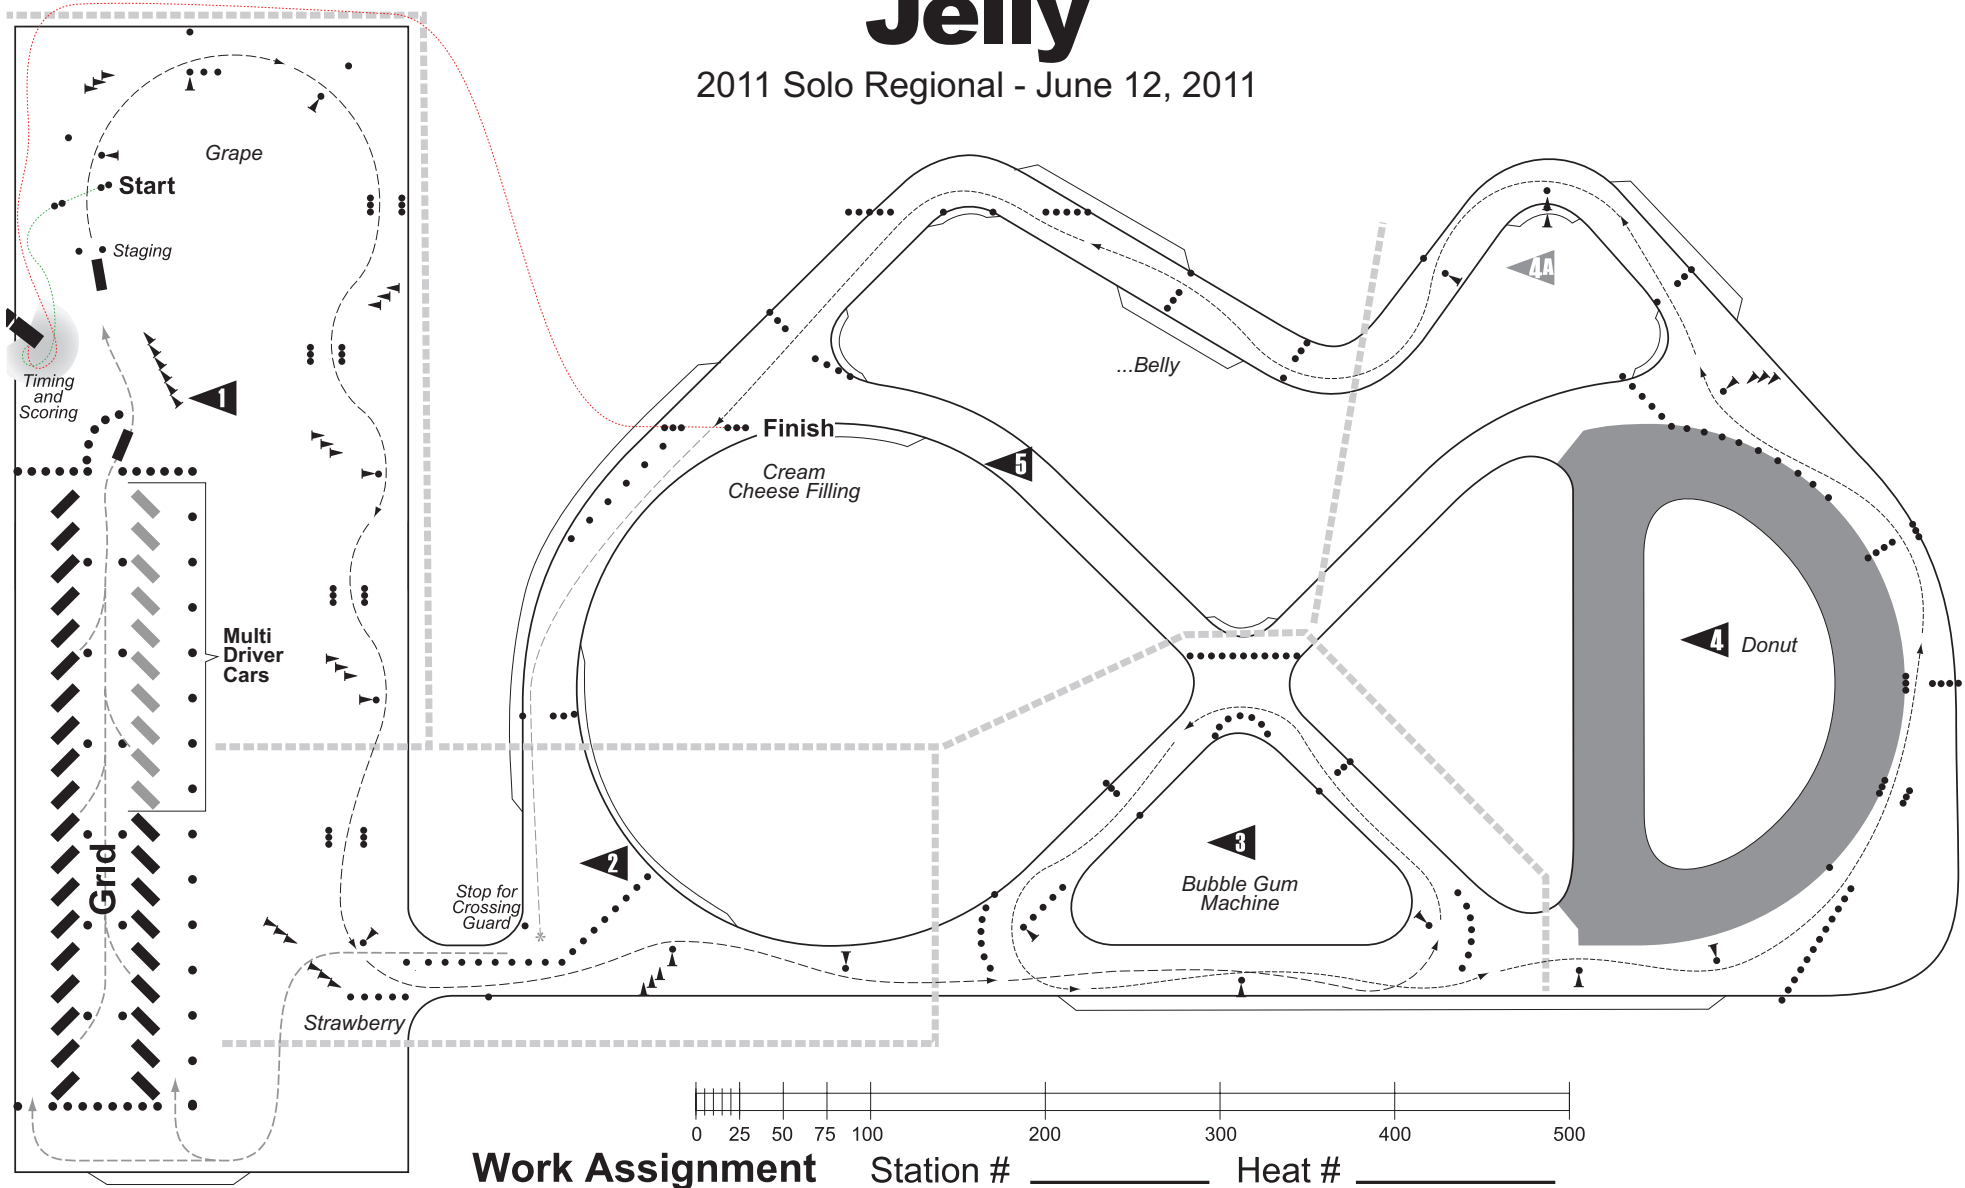 Jelly
2011 Solo Regional - June 12, 2011
Grape
Start
Staging
Timing
and
Scoring
1
Multi
Driver
Cars
Grid
Stop for
Crossing
Guard
2
Strawberry
Finish
Cream
Cheese Filling
5
...Belly
4A
4
Donut
3
Bubble Gum
Machine
0 25 50 75 100 200 300 400 500
Work Assignment Station # Heat #